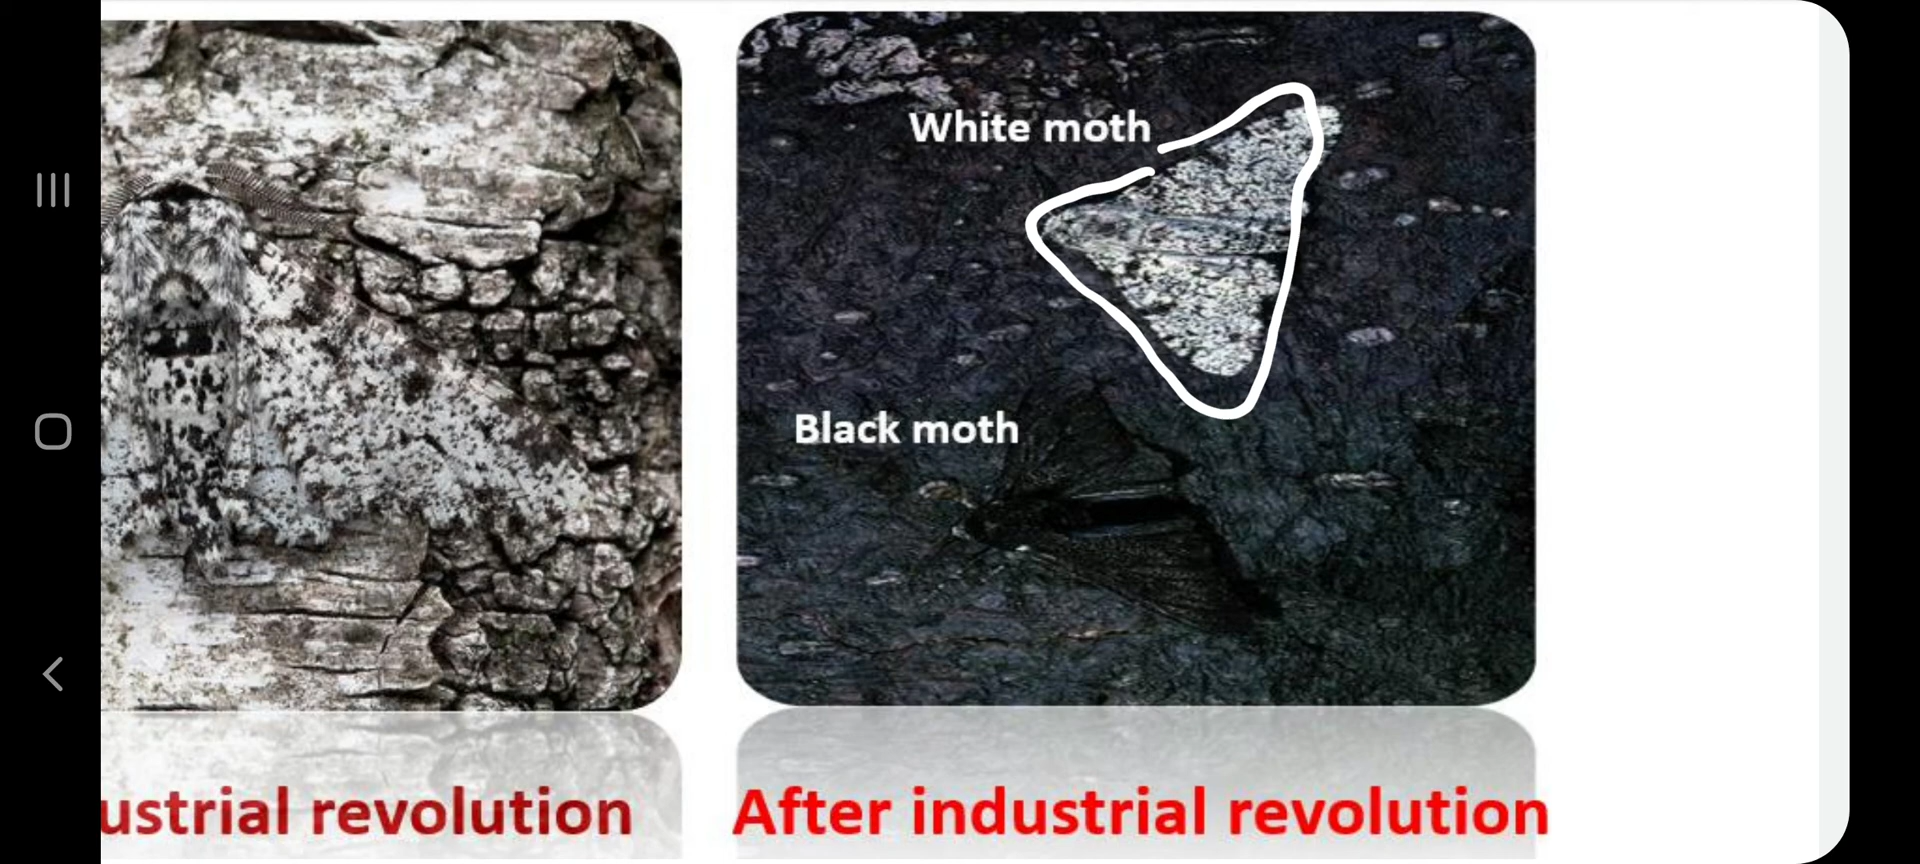 White moth
Black moth
ustrial revolution
After industrial revolution